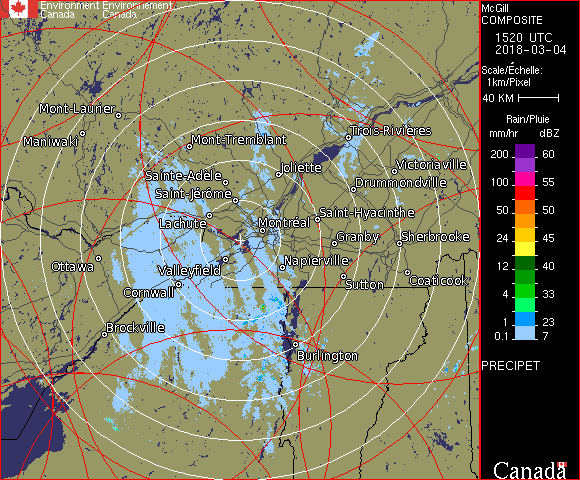 Environment Environnement
Canada Canada
McGill
COMPOSITE
1520 UTC
2018-03-04
Scale/Échelle:
1km/Pixel
40 KM
Rain/Pluie
mm/hr dBZ
200 60
100 55
50 50
24 45
12 40
4 33
1 23
0.1 7
PRECIPET
Canada
Mont-Laurier
Maniwaki
Mont-Tremblant
Trois-Rivières
Sainte-Adèle
Joliette
Victoriaville
Saint-Jérôme
Drummondville
Lachute
Montréal
Saint-Hyacinthe
Granby
Sherbrooke
Ottawa
Valleyfield
Napierville
Cornwall
Sutton
Coaticook
Brockville
Burlington